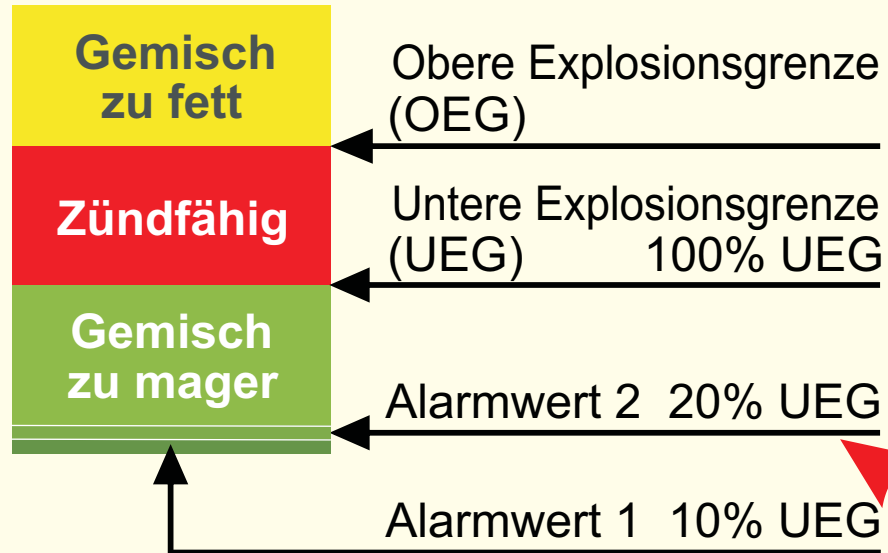 Gemisch
zu fett
Obere Explosionsgrenze
(OEG)
Zündfähig
Untere Explosionsgrenze
(UEG) 100% UEG
Gemisch
zu mager
Alarmwert 2 20% UEG
Alarmwert 1 10% UEG